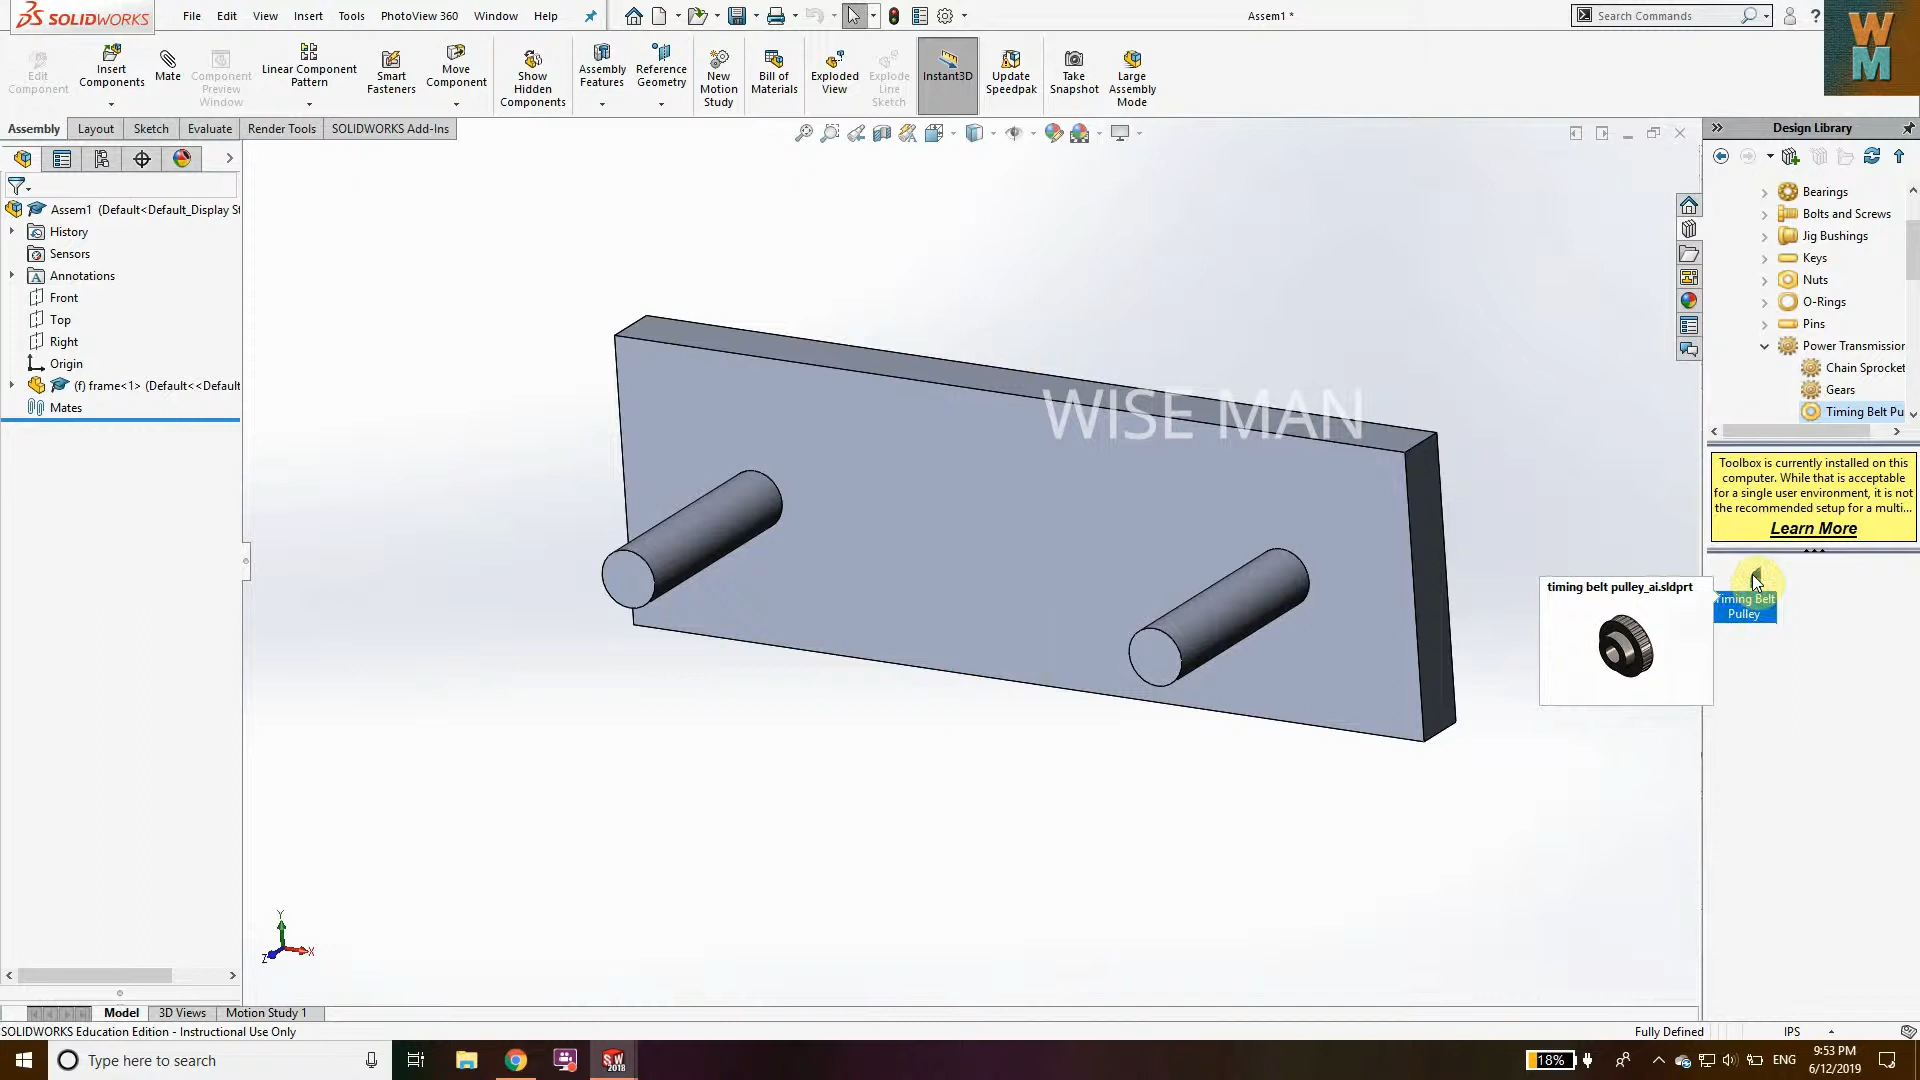 SOLIDWORKS
File Edit View Insert Tools PhotoView 360 Window Help
Assem1 *
Search Commands
?
WM
Edit Component
Insert Components
Mate
Component Preview Window
Linear Component Pattern
Smart Fasteners
Move Component
Show Hidden Components
Assembly Features
Reference Geometry
New Motion Study
Bill of Materials
Exploded View
Explode Line Sketch
Instant3D
Update Speedpak
Take Snapshot
Large Assembly Mode
Assembly Layout Sketch Evaluate Render Tools SOLIDWORKS Add-Ins
Design Library
Assem1 (Default<Default_Display St
History
Sensors
Annotations
Front
Top
Right
Origin
(f) frame<1> (Default<<Default
Mates
WISE MAN
Bearings
Bolts and Screws
Jig Bushings
Keys
Nuts
O-Rings
Pins
Power Transmission
Chain Sprocket
Gears
Timing Belt Pu
Toolbox is currently installed on this
computer. While that is acceptable
for a single user environment, it is not
the recommended setup for a multi...
Learn More
timing belt pulley_ai.sldprt
Timing Belt
Pulley
Y
X
Z
Model 3D Views Motion Study 1
SOLIDWORKS Education Edition - Instructional Use Only
Fully Defined
IPS
Type here to search
SW
2018
18%
ENG
9:53 PM
6/12/2019